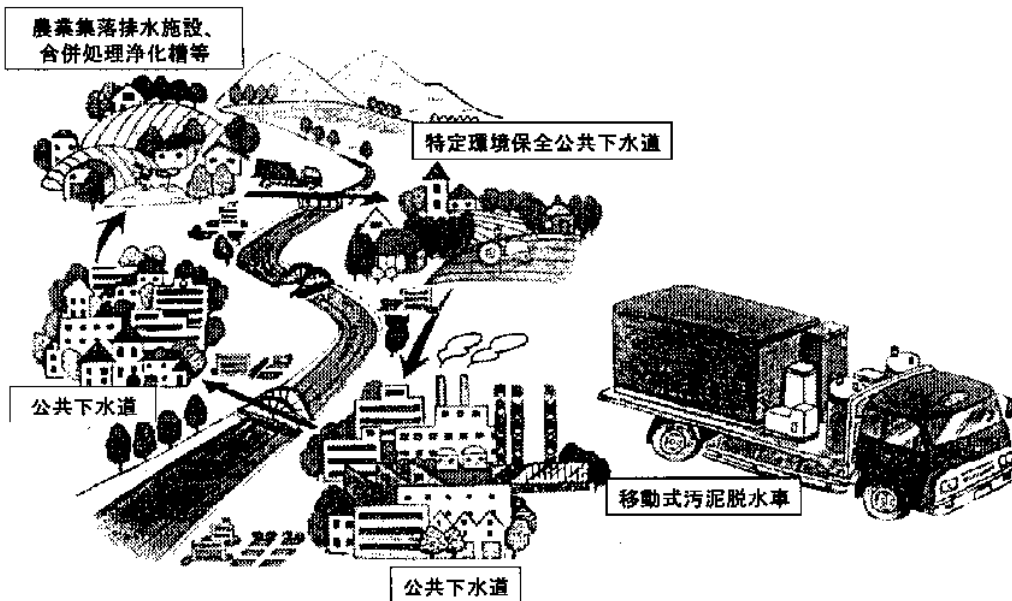 農業集落排水施設、
合併処理浄化槽等
特定環境保全公共下水道
公共下水道
移動式汚泥脱水車
公共下水道